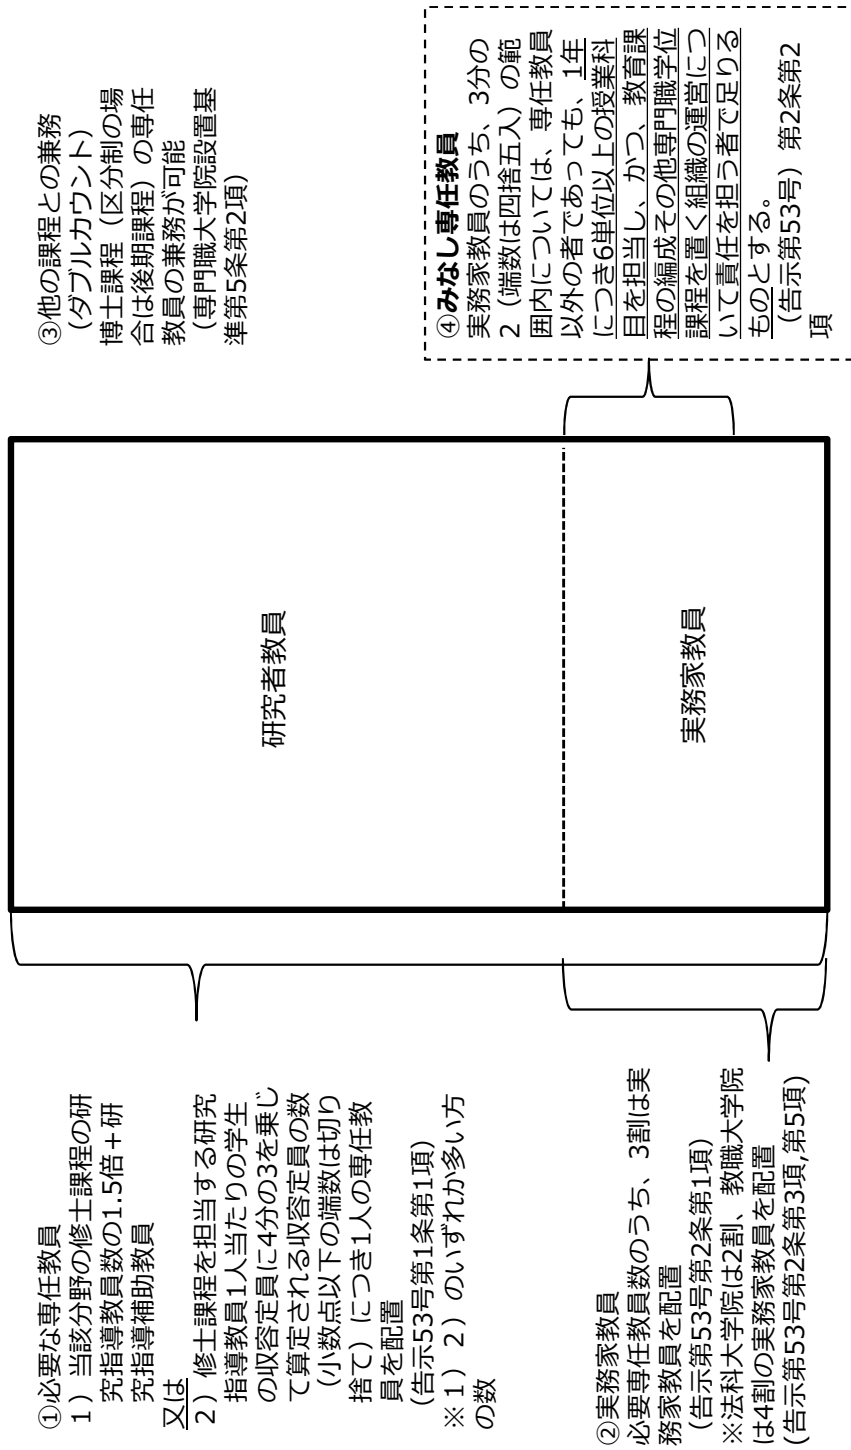 ①必要な専任教員
1）当該分野の修士課程の研
究指導教員数の1.5倍＋研
究指導補助教員
又は
2）修士課程を担当する研究
指導教員1人当たりの学生
の収容定員に4分の3を乗じ
て算定される収容定員の数
（小数点以下の端数は切り
捨て）につき1人の専任教
員を配置
（告示53号第1条第1項）
※1）2）のいずれか多い方
の数
②実務家教員
必要専任教員数のうち、3割は実
務家教員を配置
（告示第53号第2条第1項）
※法科大学院は2割、教職大学院
は4割の実務家教員を配置
（告示第53号第2条第3項,第5項）
研究者教員
実務家教員
③他の課程との兼務
（ダブルカウント）
博士課程（区分制の場
合は後期課程）の専任
教員の兼務が可能
（専門職大学院設置基
準第5条第2項）
④みなし専任教員
実務家教員のうち、3分の
2（端数は四捨五入）の範
囲内については、専任教員
以外の者であっても、1年
につき6単位以上の授業科
目を担当し、かつ、教育課
程の編成その他専門職学位
課程を置く組織の運営につ
いて責任を担う者で足りる
ものとする。
（告示第53号）第2条第2
項